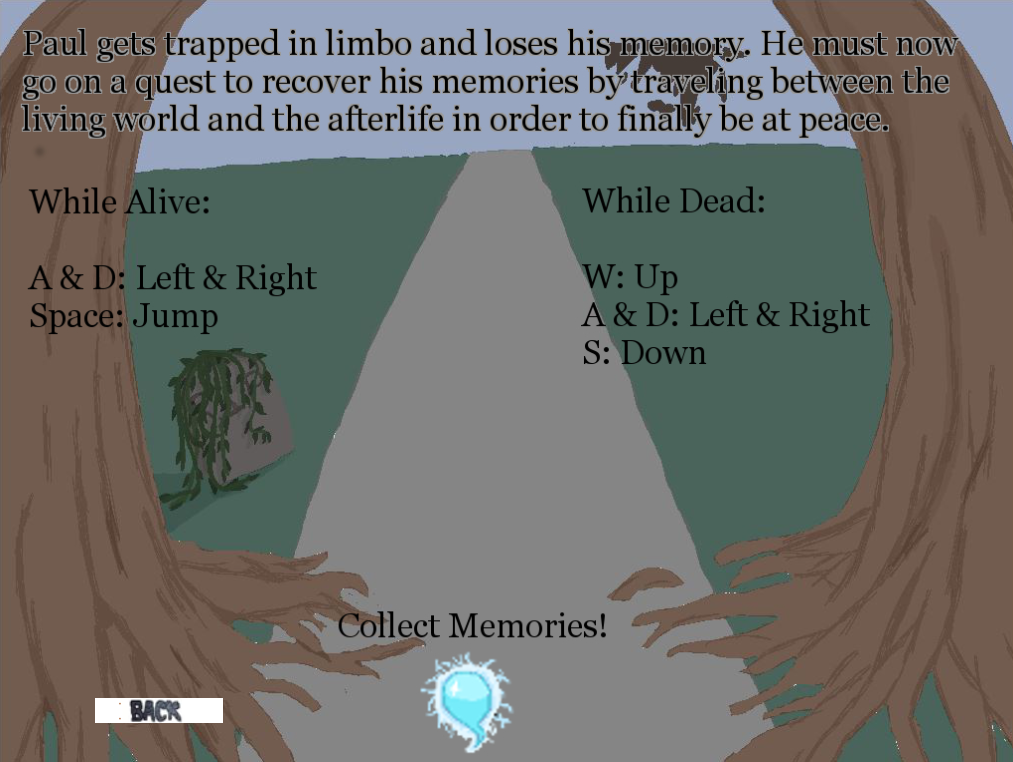 Paul gets trapped in limbo and loses his memory. He must now
go on a quest to recover his memories by traveling between the
living world and the afterlife in order to finally be at peace.
While Alive:
A & D: Left & Right
Space: Jump
While Dead:
W: Up
A & D: Left & Right
S: Down
Collect Memories!
BACK